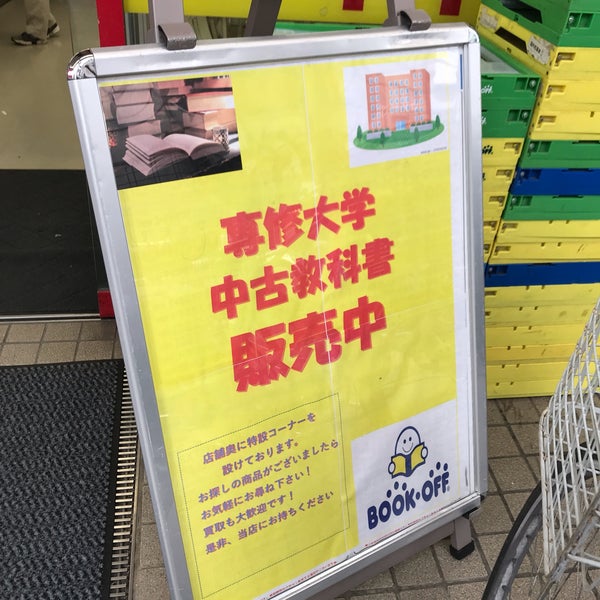 専修大学
中古教科書
販売中
店舗奥に特設コーナーを
設けております。
お探しの商品がございましたら
お気軽にお尋ね下さい!
買取も大歓迎です!
是非、当店にお持ちください
BOOK・OFF